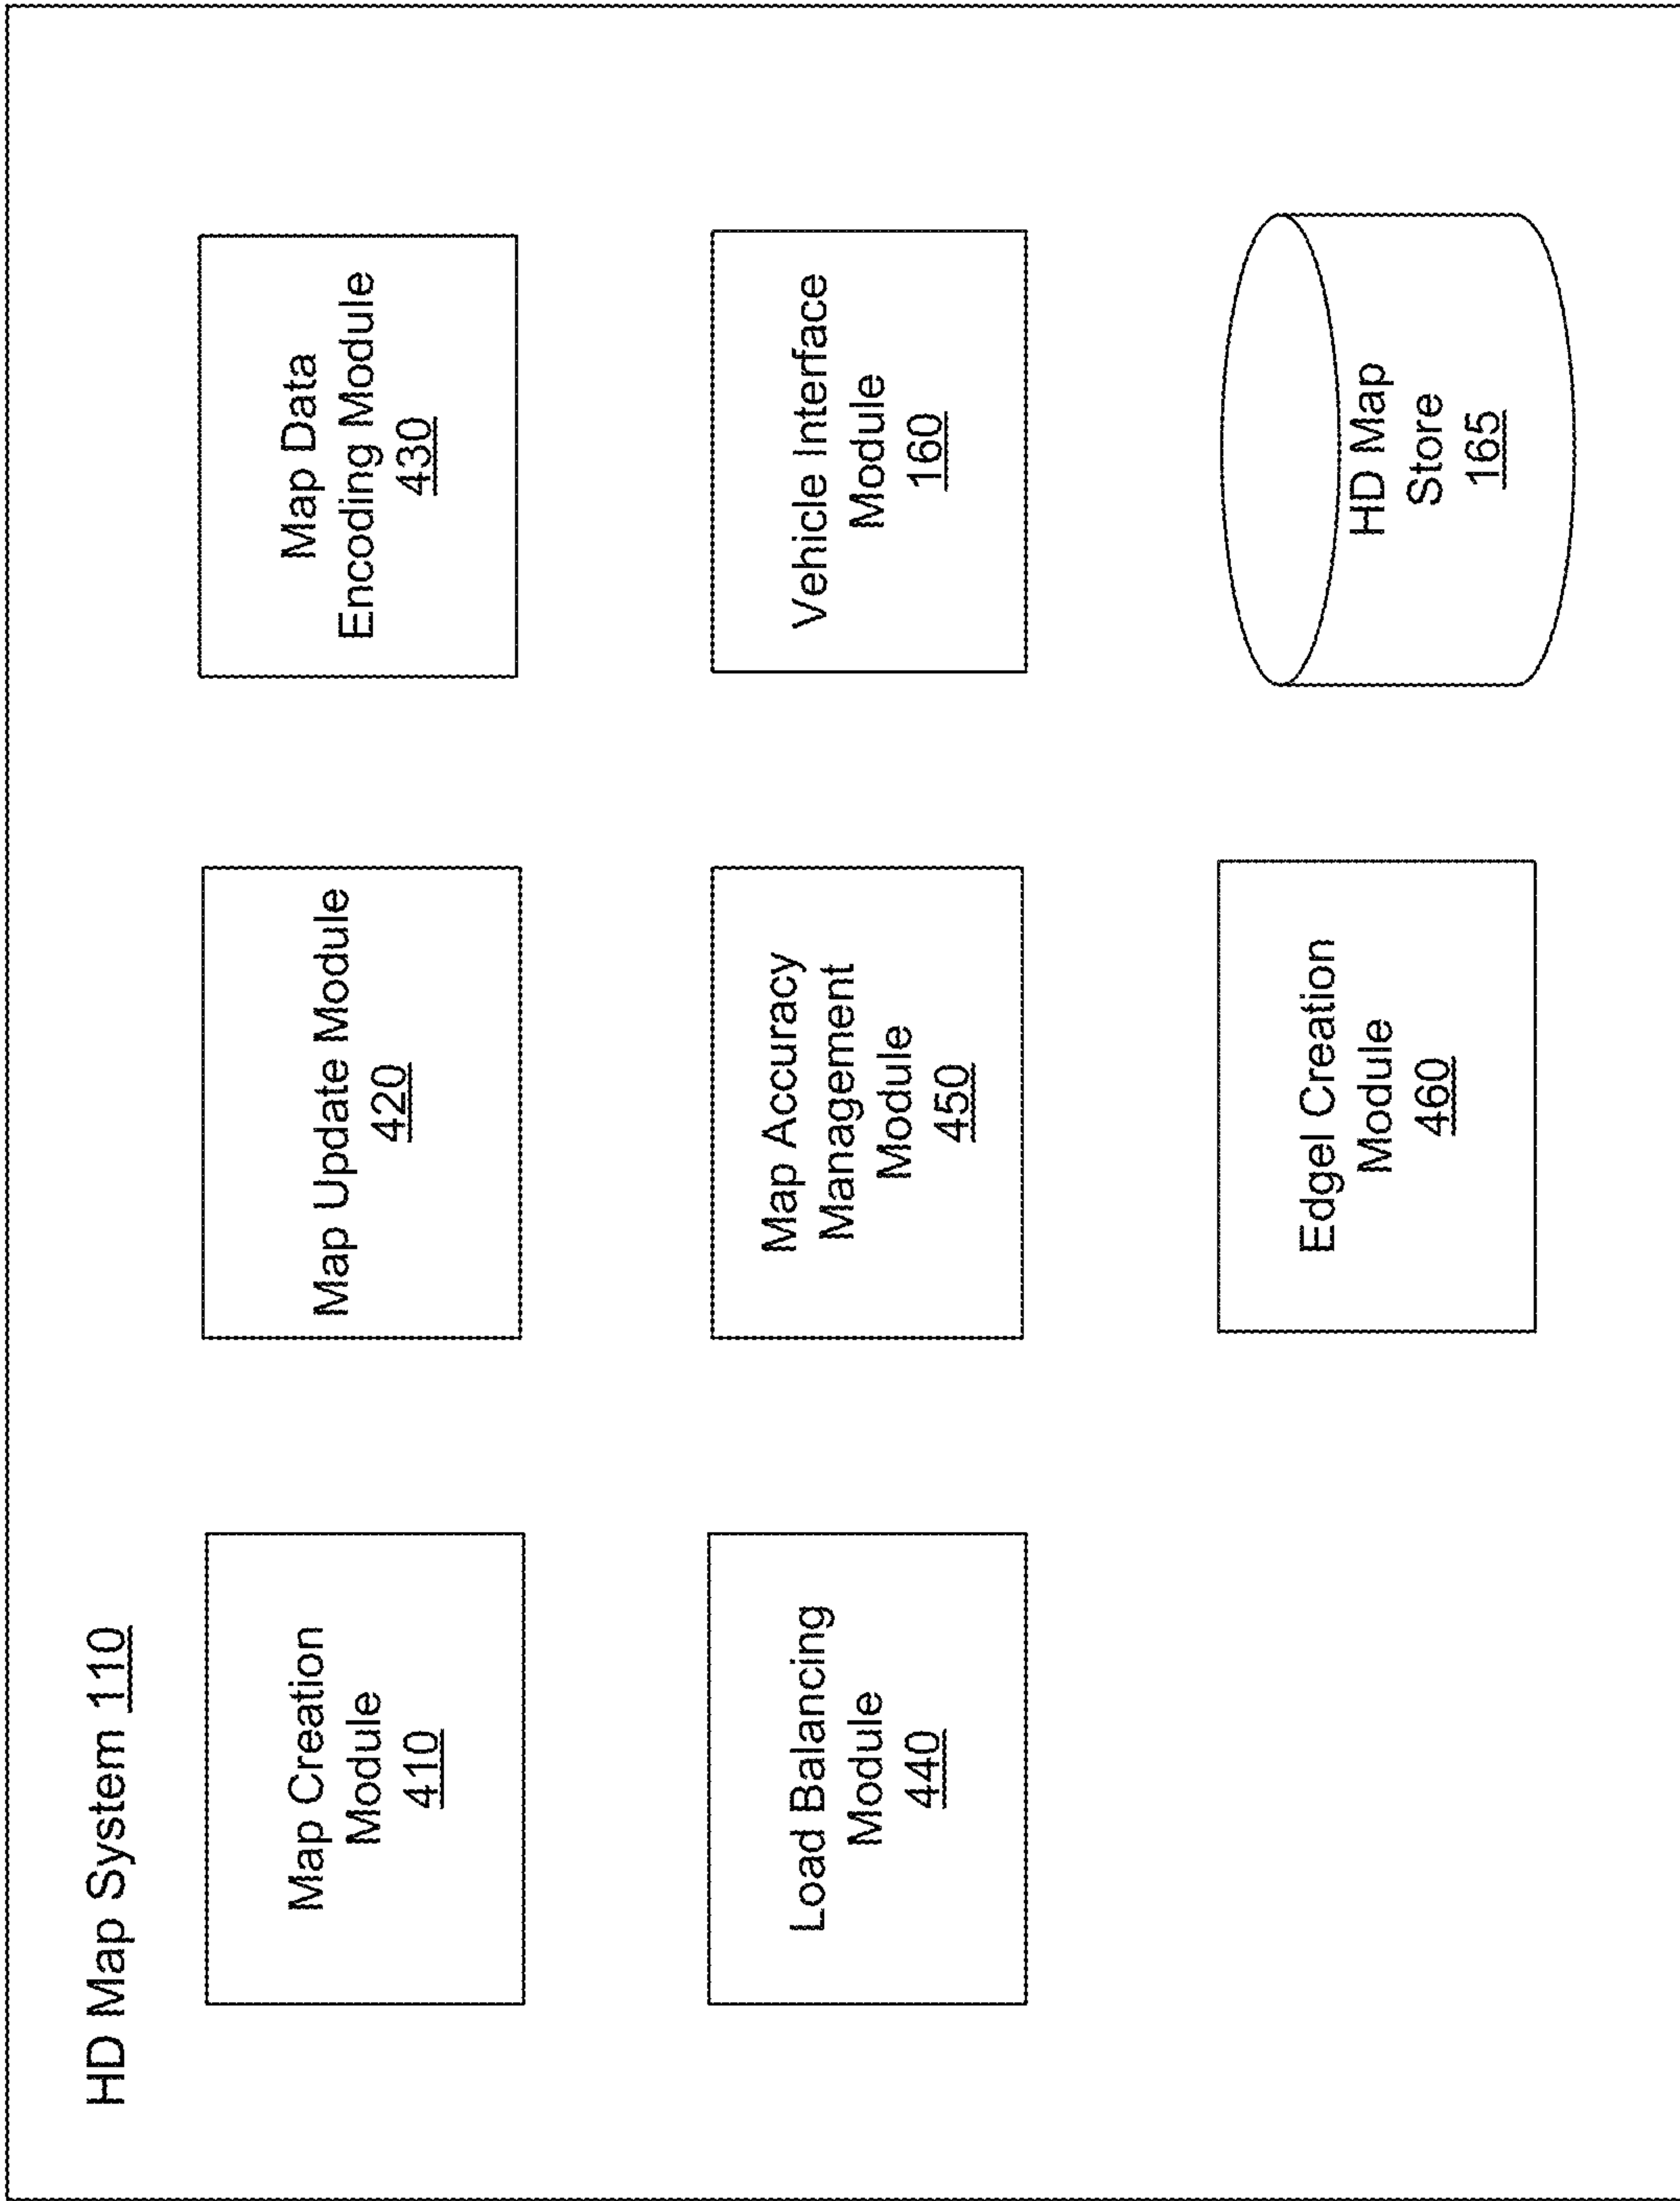 HD Map System 110
Map Creation
Module
410
Map Update Module
420
Map Data
Encoding Module
430
Load Balancing
Module
440
Map Accuracy
Management
Module
450
Vehicle Interface
Module
160
Edgel Creation
Module
460
HD Map
Store
165